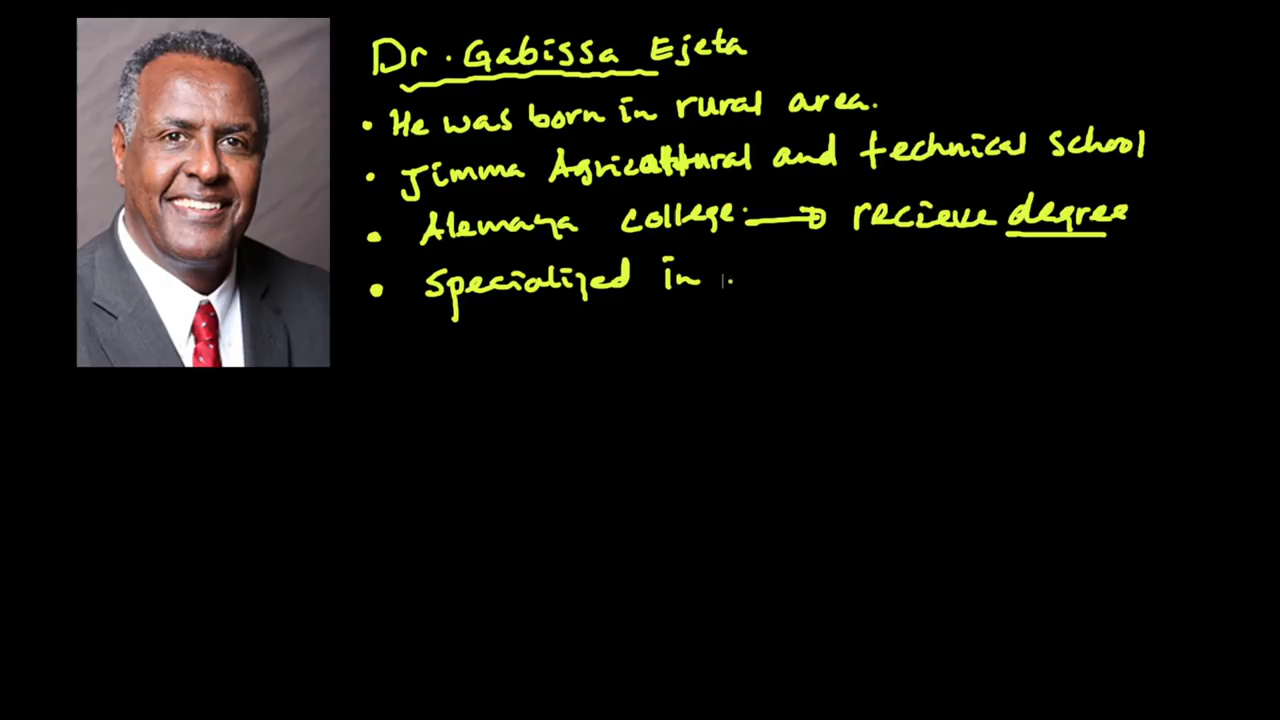 Dr. Gabissa Ejeta
• He was born in rural area.
• Jimma Agricultural and technical school
• Alemaya college. → recieve degree
• Specialized in